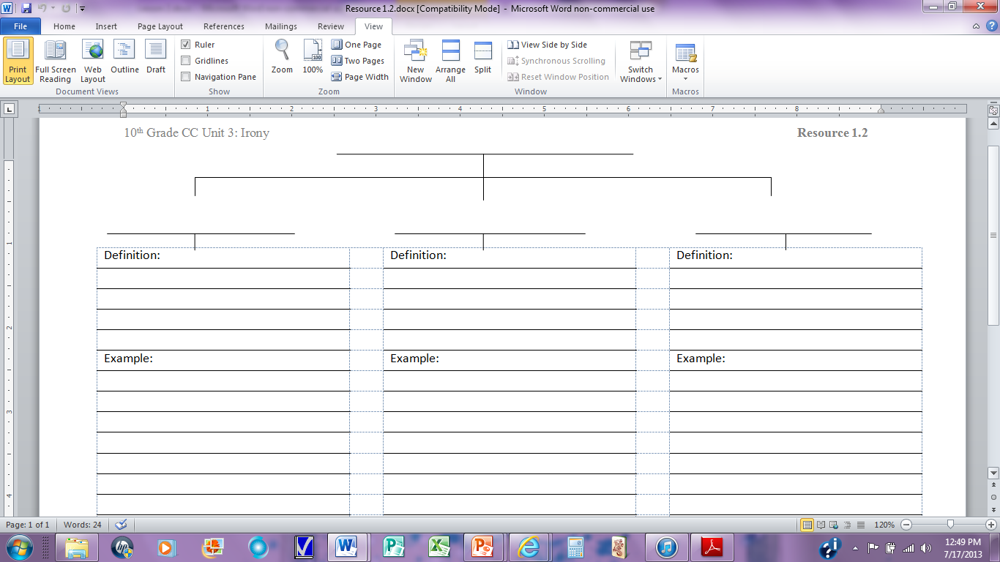 Resource 1.2.docx [Compatibility Mode] - Microsoft Word non-commercial use
File Home Insert Page Layout References Mailings Review View
Print Layout
Full Screen Reading
Web Layout
Outline
Draft
Document Views
Ruler
Gridlines
Navigation Pane
Show
Zoom
100%
One Page
Two Pages
Page Width
Zoom
New Window
Arrange All
Split
View Side by Side
Synchronous Scrolling
Reset Window Position
Window
Switch Windows
Macros
Macros
1 1 2 3 4 5 6 7 8
10th Grade CC Unit 3: Irony Resource 1.2
1
2
3
4
Definition: Definition: Definition:
Example: Example: Example:
Page: 1 of 1 Words: 24 120%
12:49 PM
7/17/2013